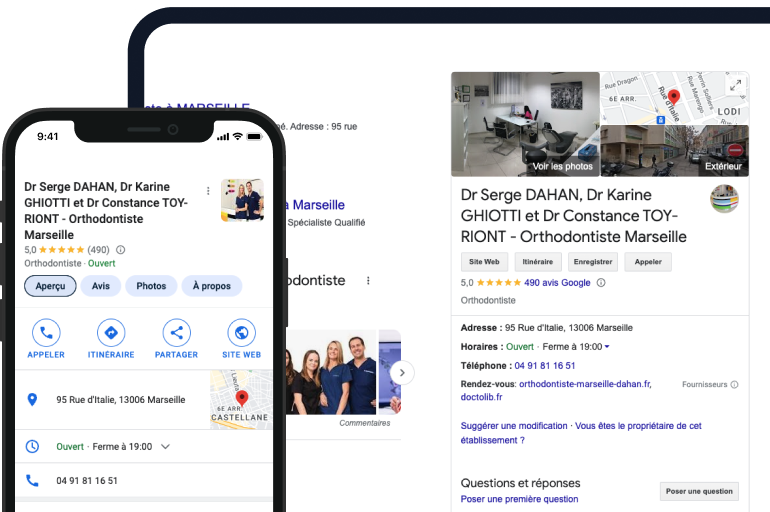 9:41
Dr Serge DAHAN, Dr Karine
GHIOTTI et Dr Constance TOY-
RIONT - Orthodontiste
Marseille
5,0 ★★★★★ (490)
Orthodontiste · Ouvert
Aperçu
Avis
Photos
À propos
APPELER
ITINÉRAIRE
PARTAGER
SITE WEB
95 Rue d'Italie, 13006 Marseille
6E ARR.
CASTELLANE
Ouvert · Ferme à 19:00
04 91 81 16 51
à MARSEILLE
Adresse : 95 rue
a Marseille
Spécialiste Qualifié
odontiste
Commentaires
Voir les photos
Rue Dragon
6E ARR.
Rue d'Italie
LODI
Extérieur
Dr Serge DAHAN, Dr Karine
GHIOTTI et Dr Constance TOY-
RIONT - Orthodontiste Marseille
Site Web
Itinéraire
Enregistrer
Appeler
5,0 ★★★★★ 490 avis Google
Orthodontiste
Adresse : 95 Rue d'Italie, 13006 Marseille
Horaires : Ouvert · Ferme à 19:00
Téléphone : 04 91 81 16 51
Rendez-vous: orthodontiste-marseille-dahan.fr,
doctolib.fr
Fournisseurs
Suggérer une modification · Vous êtes le propriétaire de cet
établissement ?
Questions et réponses
Poser une première question
Poser une question